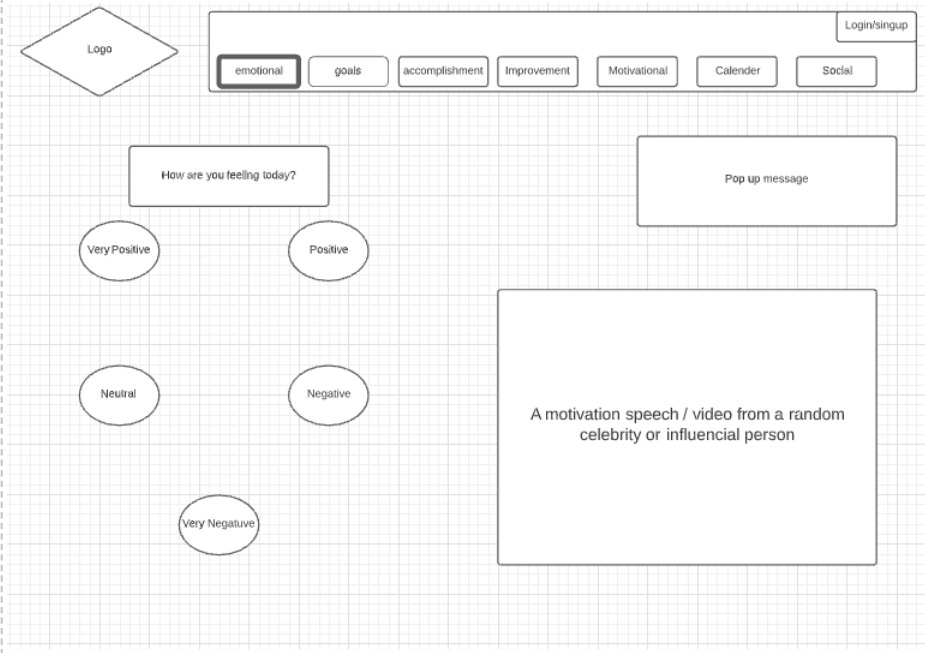 Logo
Login/singup
emotional
goals
accomplishment
Improvement
Motivational
Calender
Social
How are you feeling today?
Pop up message
Very Positive
Positive
Neutral
Negative
A motivation speech / video from a random
celebrity or influencial person
Very Negatuve